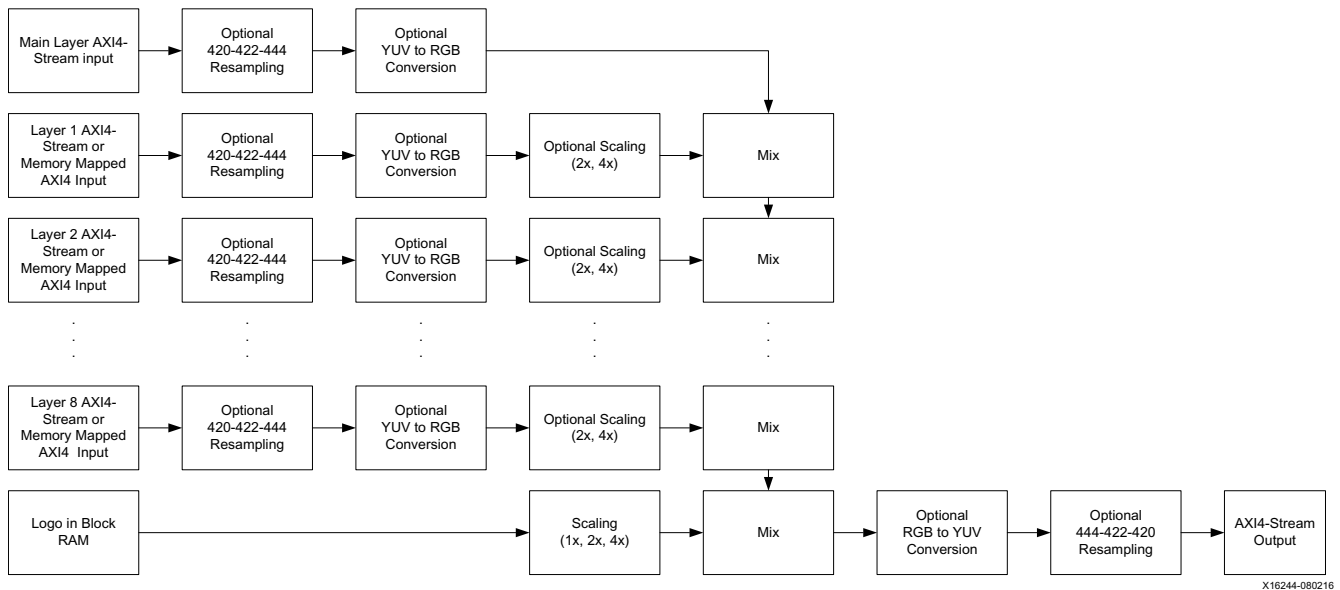 Main Layer AXI4-
Stream input
Optional
420-422-444
Resampling
Optional
YUV to RGB
Conversion
Layer 1 AXI4-
Stream or
Memory Mapped
AXI4 Input
Optional
420-422-444
Resampling
Optional
YUV to RGB
Conversion
Optional Scaling
(2x, 4x)
Mix
Layer 2 AXI4-
Stream or
Memory Mapped
AXI4 Input
Optional
420-422-444
Resampling
Optional
YUV to RGB
Conversion
Optional Scaling
(2x, 4x)
Mix
. . . . .
. . . . .
. . . . .
Layer 8 AXI4-
Stream or
Memory Mapped
AXI4 Input
Optional
420-422-444
Resampling
Optional
YUV to RGB
Conversion
Optional Scaling
(2x, 4x)
Mix
Logo in Block
RAM
Scaling
(1x, 2x, 4x)
Mix
Optional
RGB to YUV
Conversion
Optional
444-422-420
Resampling
AXI4-Stream
Output
X16244-080216